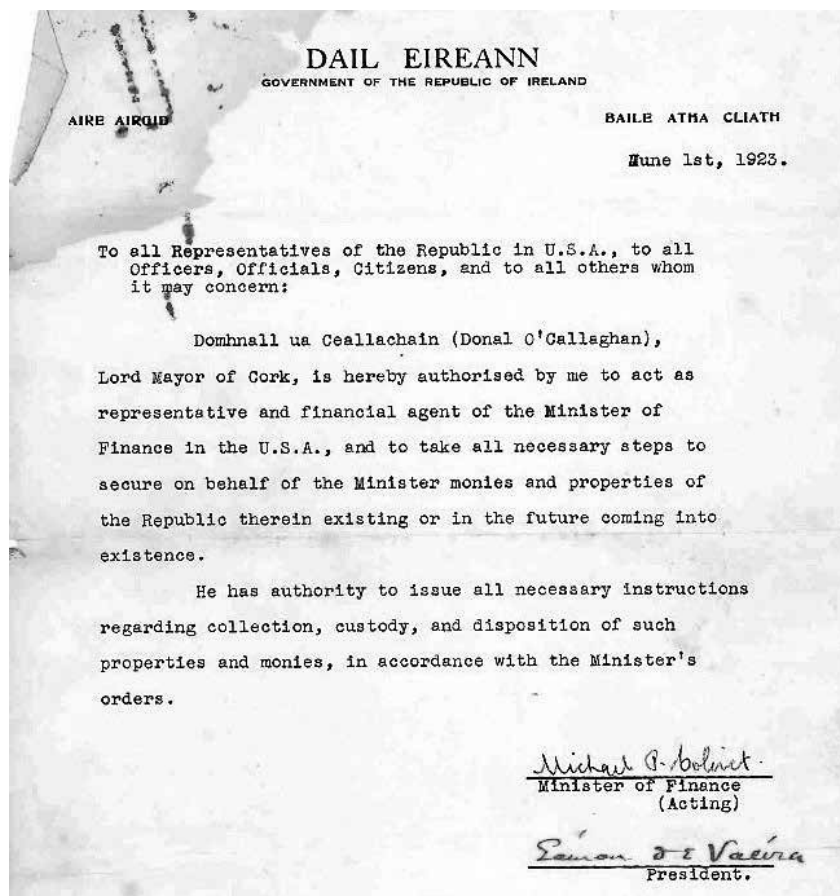 DAIL EIREANN
GOVERNMENT OF THE REPUBLIC OF IRELAND
AIRE AIRGID
BAILE ATHA CLIATH
June 1st, 1923.
To all Representatives of the Republic in U.S.A., to all
Officers, Officials, Citizens, and to all others whom
it may concern:
Domhnall ua Ceallachain (Donal O'Callaghan),
Lord Mayor of Cork, is hereby authorised by me to act as
representative and financial agent of the Minister of
Finance in the U.S.A., and to take all necessary steps to
secure on behalf of the Minister monies and properties of
the Republic therein existing or in the future coming into
existence.
He has authority to issue all necessary instructions
regarding collection, custody, and disposition of such
properties and monies, in accordance with the Minister's
orders.
Michael P. Colivet.
Minister of Finance
(Acting)
Éamon de Valéra
President.